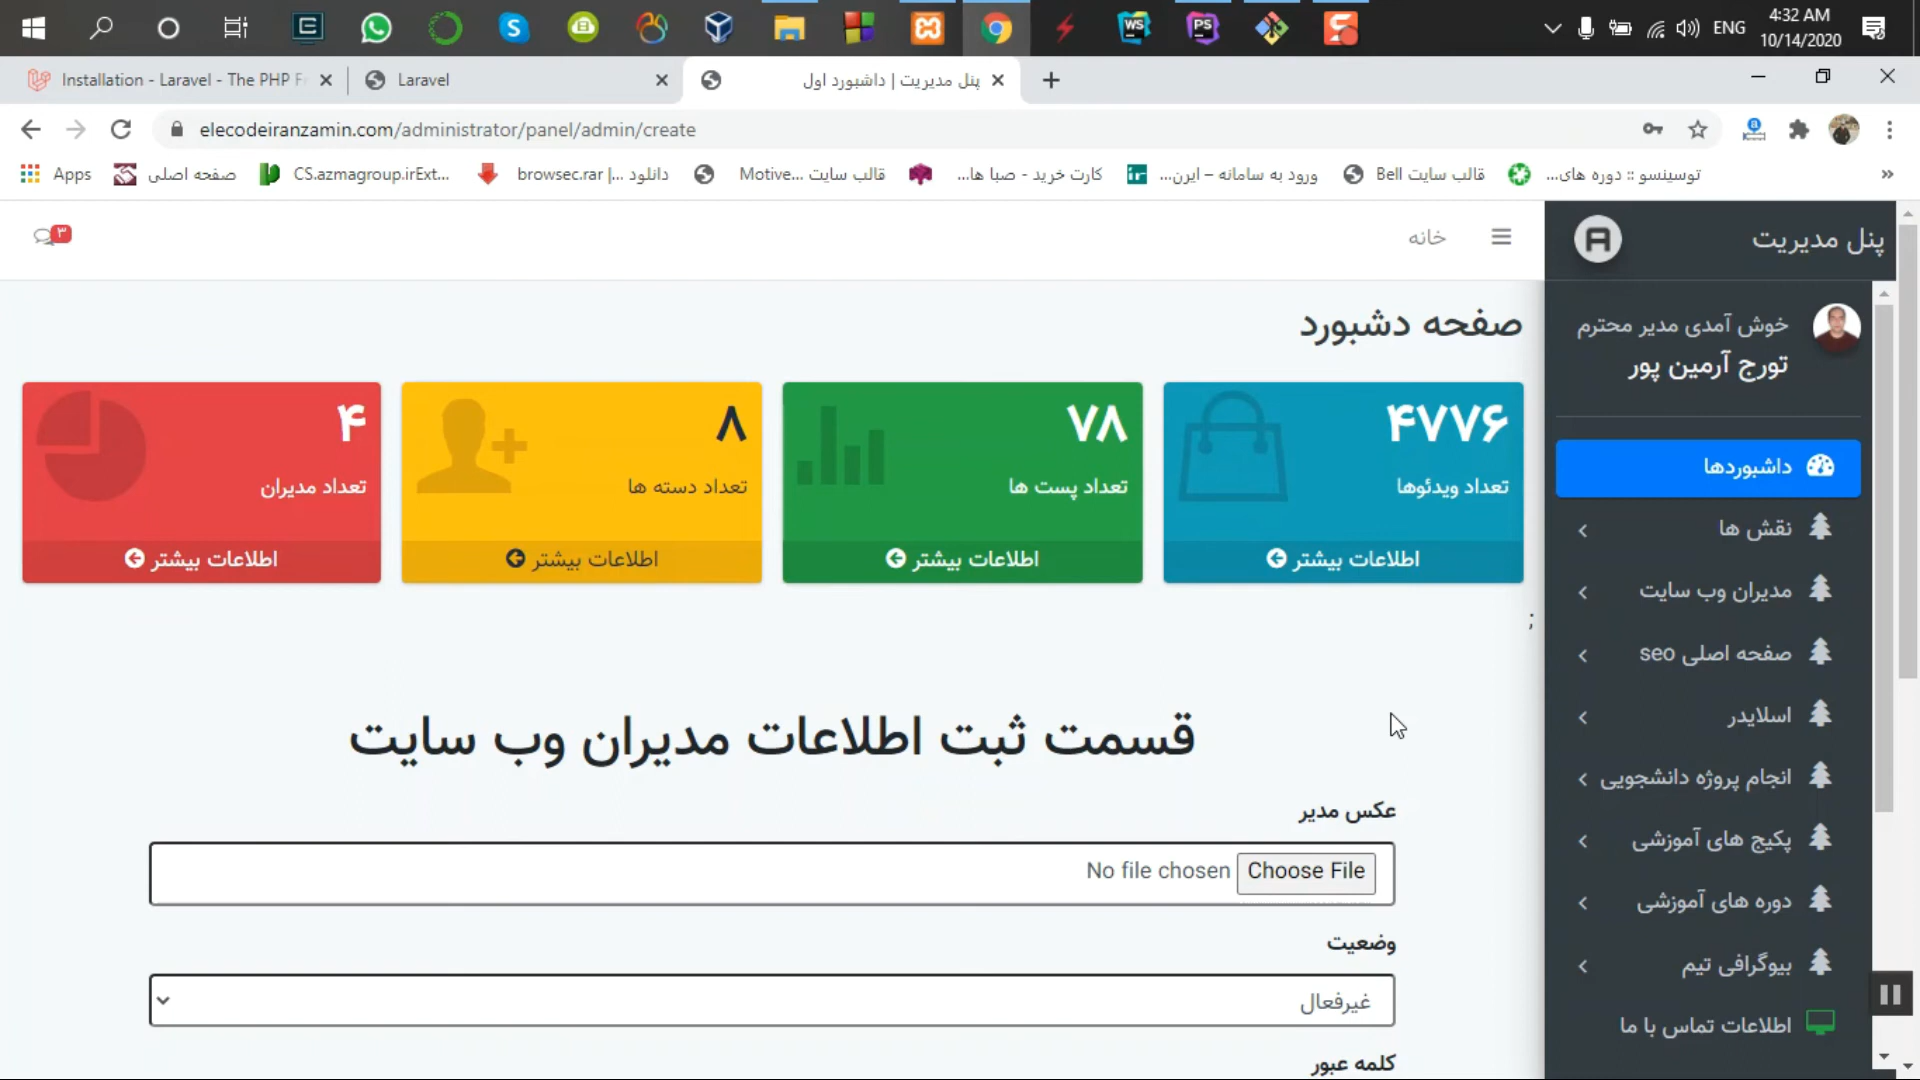 ENG
4:32 AM
10/14/2020
Installation - Laravel - The PHP F
Laravel
پنل مدیریت | داشبورد اول
elecodeiranzamin.com/administrator/panel/admin/create
Apps
صفحه اصلی
CS.azmagroup.irExt...
دانلود ...| browsec.rar
قالب سایت ...Motive
کارت خرید - صبا ها...
ورود به سامانه – ایرن...
قالب سایت Bell
توسینسو :: دوره های...
»
پنل مدیریت
خانه
۳
خوش آمدی مدیر محترم
تورج آرمین پور
داشبوردها
نقش ها
مدیران وب سایت
صفحه اصلی seo
اسلایدر
انجام پروژه دانشجویی
پکیج های آموزشی
دوره های آموزشی
بیوگرافی تیم
اطلاعات تماس با ما
صفحه دشبورد
۴۷۷۶
تعداد ویدئوها
اطلاعات بیشتر
۷۸
تعداد پست ها
اطلاعات بیشتر
۸
تعداد دسته ها
اطلاعات بیشتر
۴
تعداد مدیران
اطلاعات بیشتر
;
قسمت ثبت اطلاعات مدیران وب سایت
عکس مدیر
Choose File No file chosen
وضعیت
غیرفعال
کلمه عبور